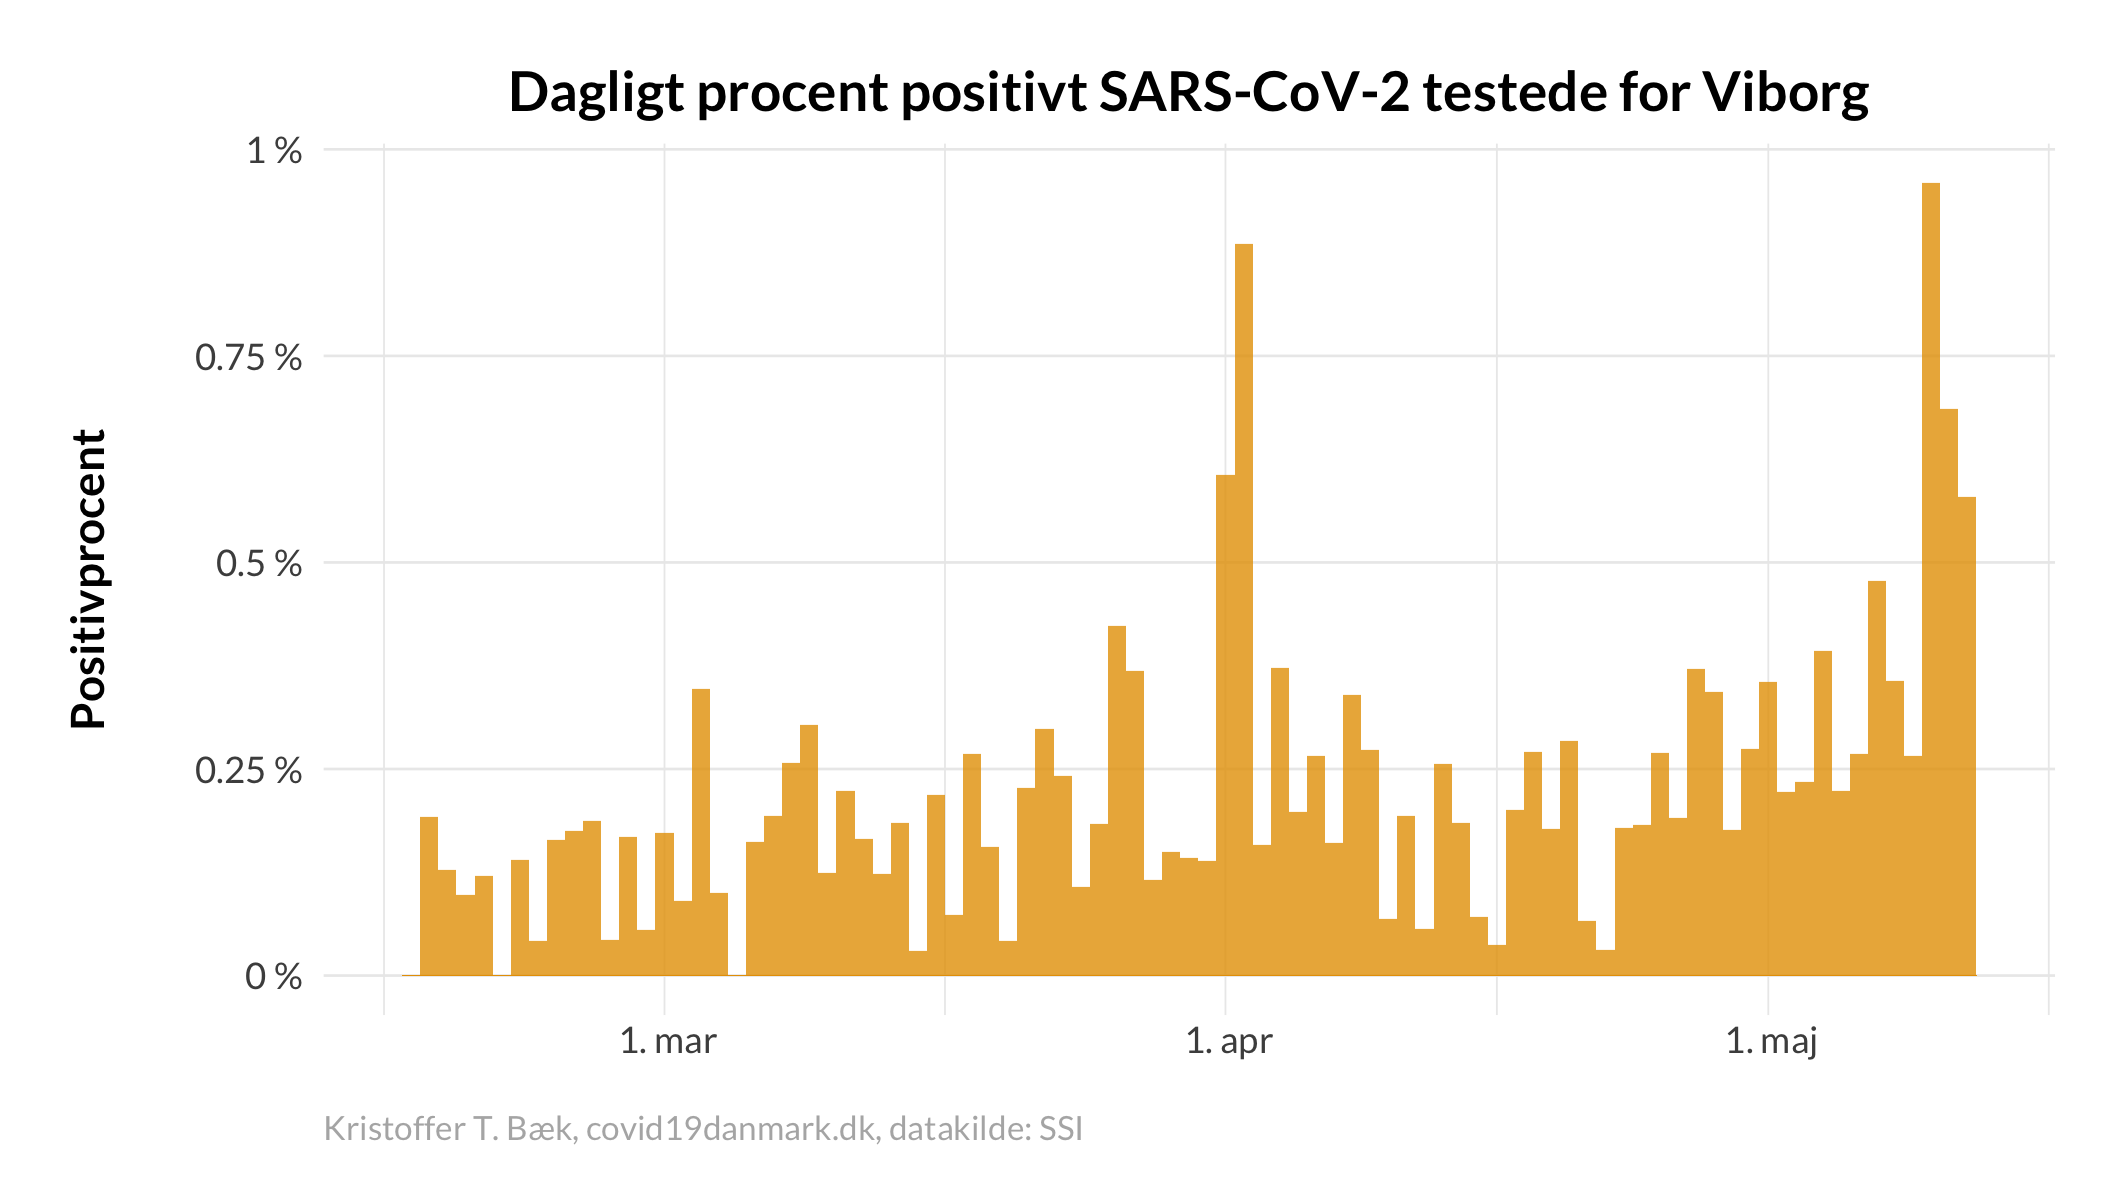 Dagligt procent positivt SARS-CoV-2 testede for Viborg
Positivprocent
1 %
0.75 %
0.5 %
0.25 %
0 %
1. mar
1. apr
1. maj
Kristoffer T. Bæk, covid19danmark.dk, datakilde: SSI